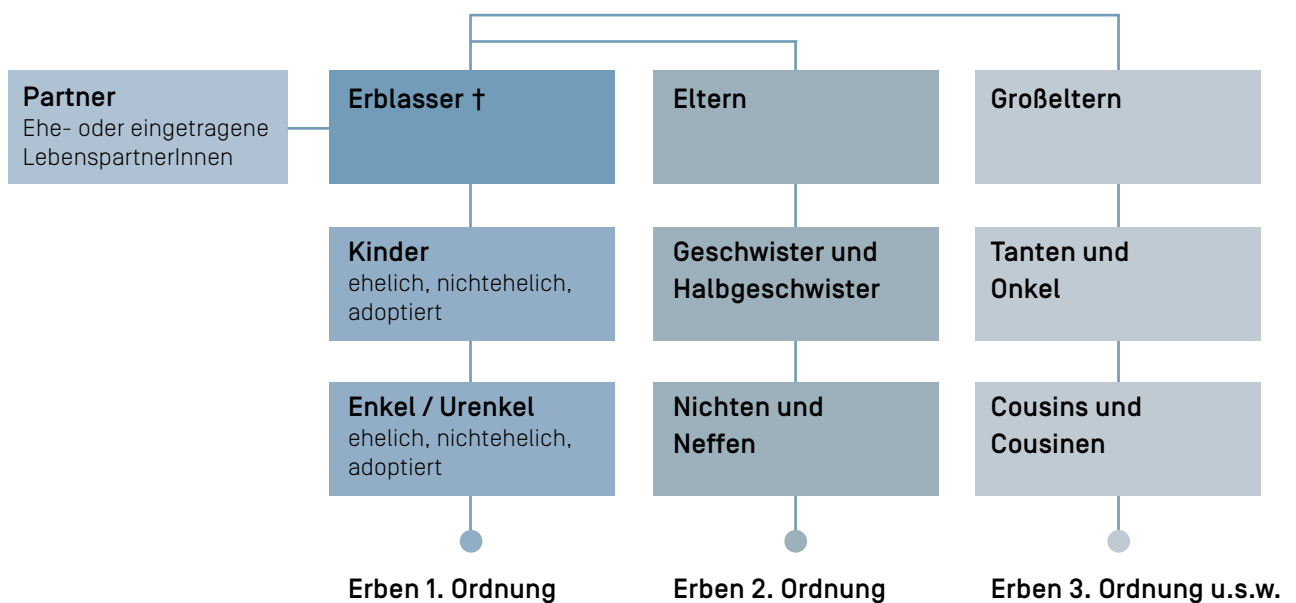 Partner
Ehe- oder eingetragene
LebenspartnerInnen
Erblasser †
Eltern
Großeltern
Kinder
ehelich, nichtehelich,
adoptiert
Geschwister und
Halbgeschwister
Tanten und
Onkel
Enkel / Urenkel
ehelich, nichtehelich,
adoptiert
Nichten und
Neffen
Cousins und
Cousinen
Erben 1. Ordnung
Erben 2. Ordnung
Erben 3. Ordnung u.s.w.